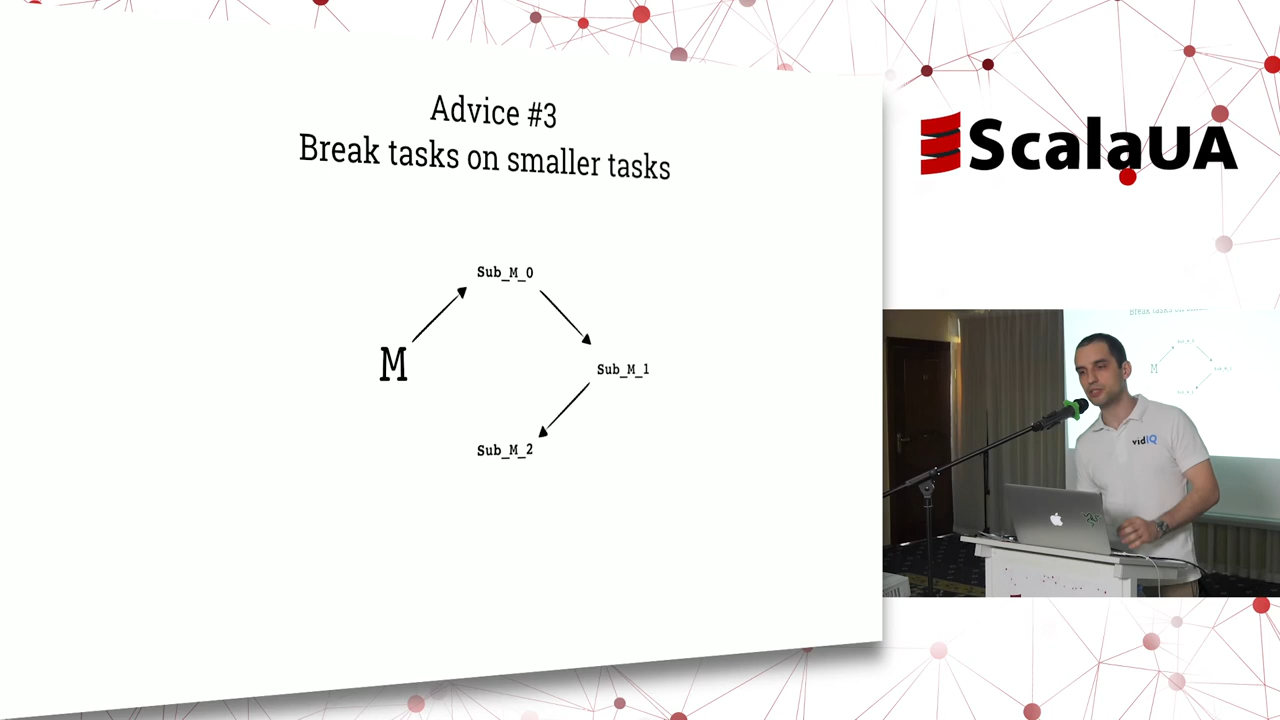 Advice #3
Break tasks on smaller tasks
Sub_M_0
M
Sub_M_1
Sub_M_2
ScalaUA
vidIQ